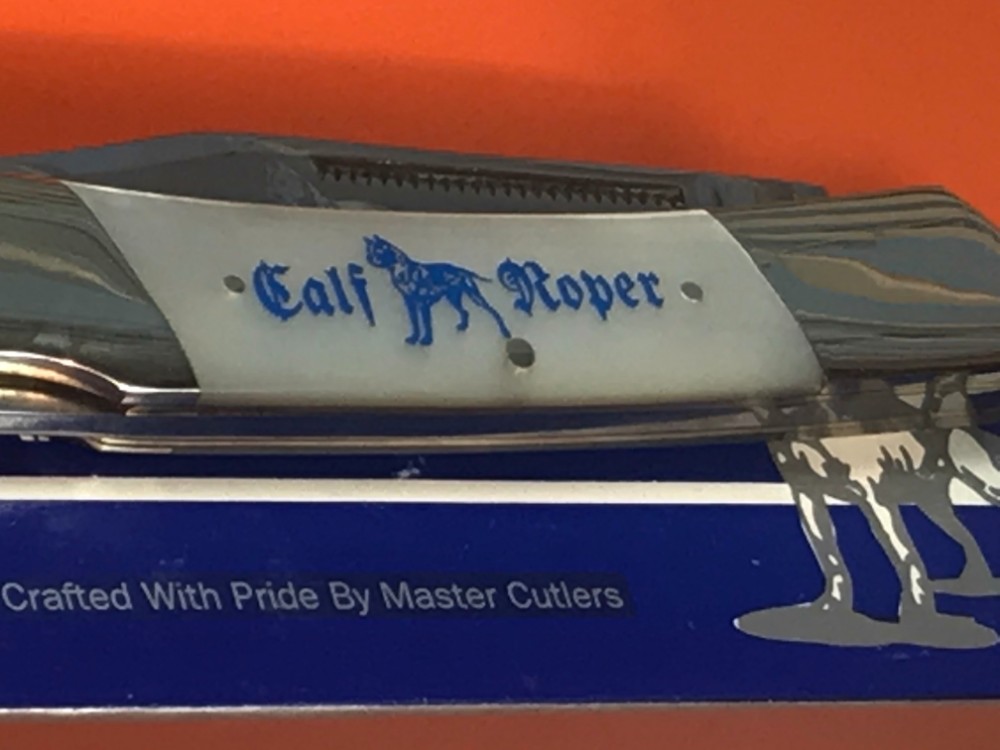 Calf Roper
Crafted With Pride By Master Cutlers